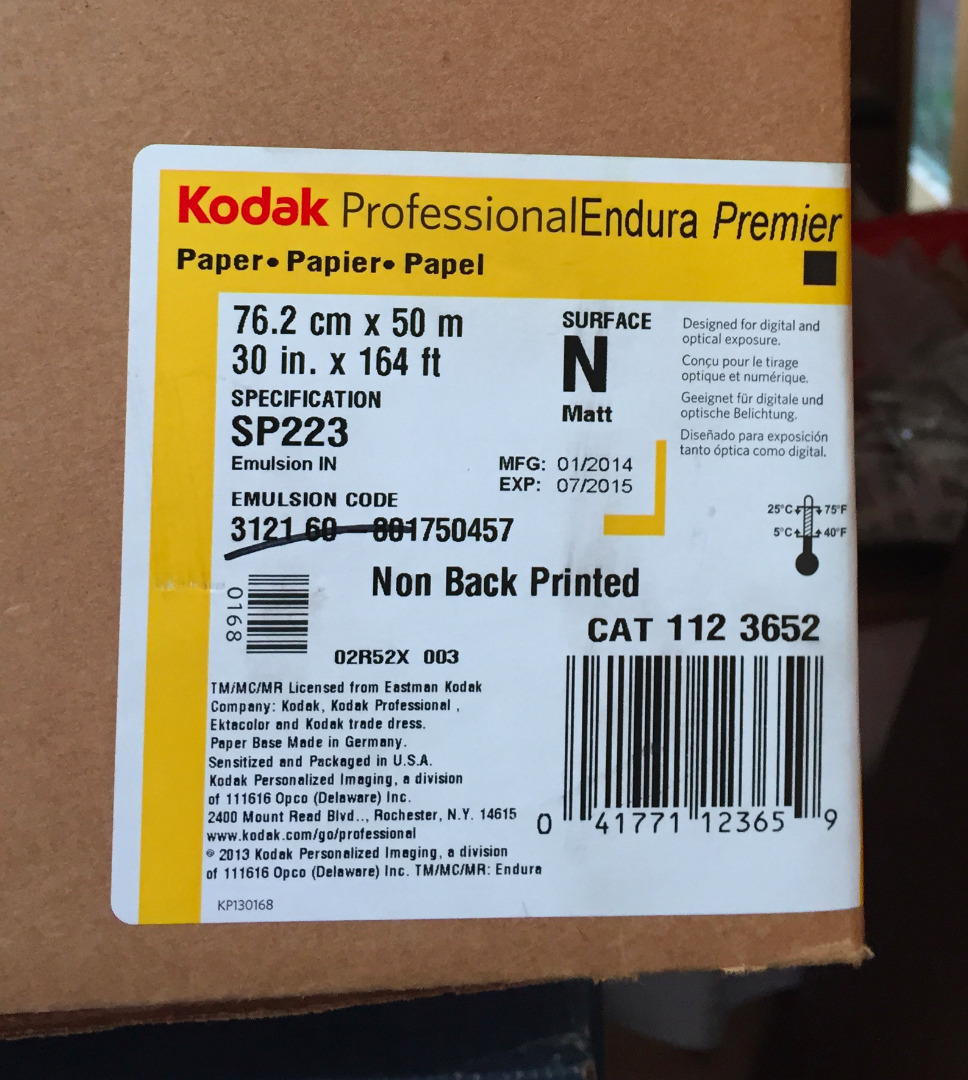 Kodak ProfessionalEndura Premier
Paper• Papier• Papel
76.2 cm x 50 m
30 in. x 164 ft
SPECIFICATION
SP223
Emulsion IN
EMULSION CODE
3121 60 — 801750457
SURFACE
N
Matt
MFG: 01/2014
EXP: 07/2015
Designed for digital and
optical exposure.
Conçu pour le tirage
optique et numérique.
Geeignet für digitale und
optische Belichtung.
Diseñado para exposición
tanto óptica como digital.
25°C 75°F
5°C 40°F
Non Back Printed
0168
02R52X 003
CAT 112 3652
TM/MC/MR Licensed from Eastman Kodak
Company: Kodak, Kodak Professional ,
Ektacolor and Kodak trade dress.
Paper Base Made in Germany.
Sensitized and Packaged in U.S.A.
Kodak Personalized Imaging, a division
of 111616 Opco (Delaware) Inc.
2400 Mount Read Blvd.., Rochester, N.Y. 14615
www.kodak.com/go/professional
© 2013 Kodak Personalized Imaging, a division
of 111616 Opco (Delaware) Inc. TM/MC/MR: Endura
0 41771 12365 9
KP130168